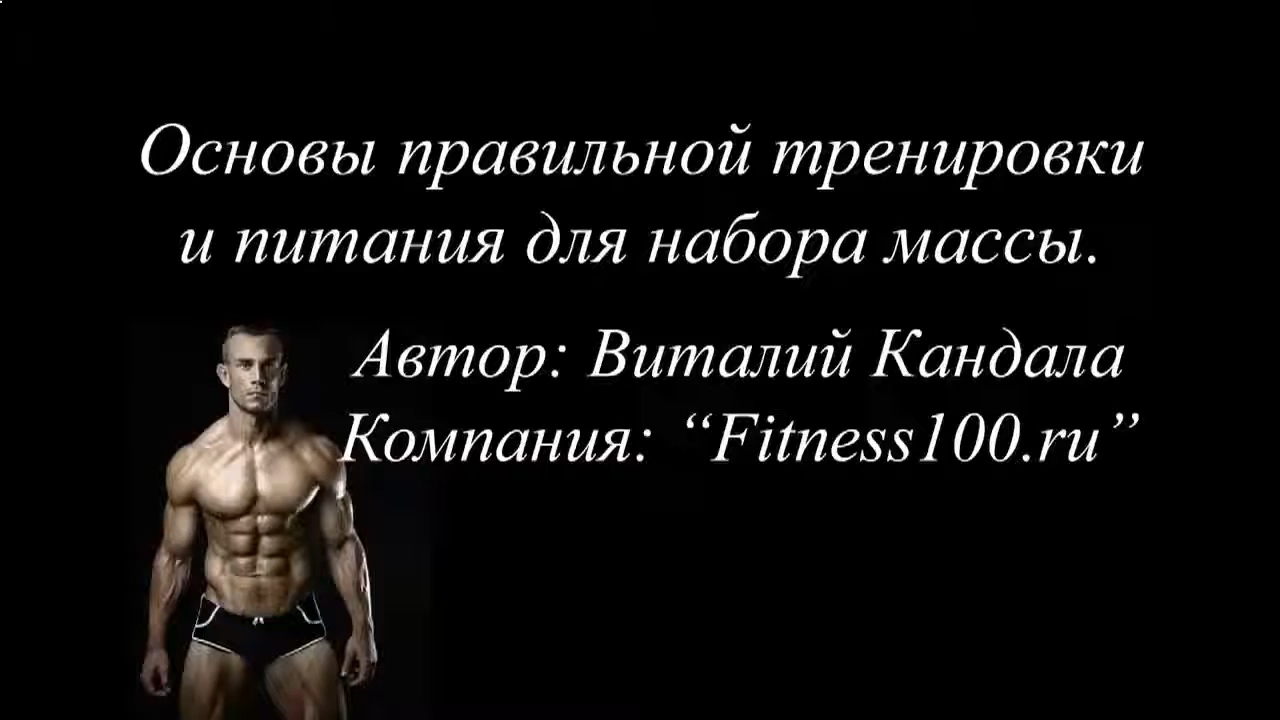 Основы правильной тренировки
и питания для набора массы.
Автор: Виталий Кандала
Компания: “Fitness100.ru”